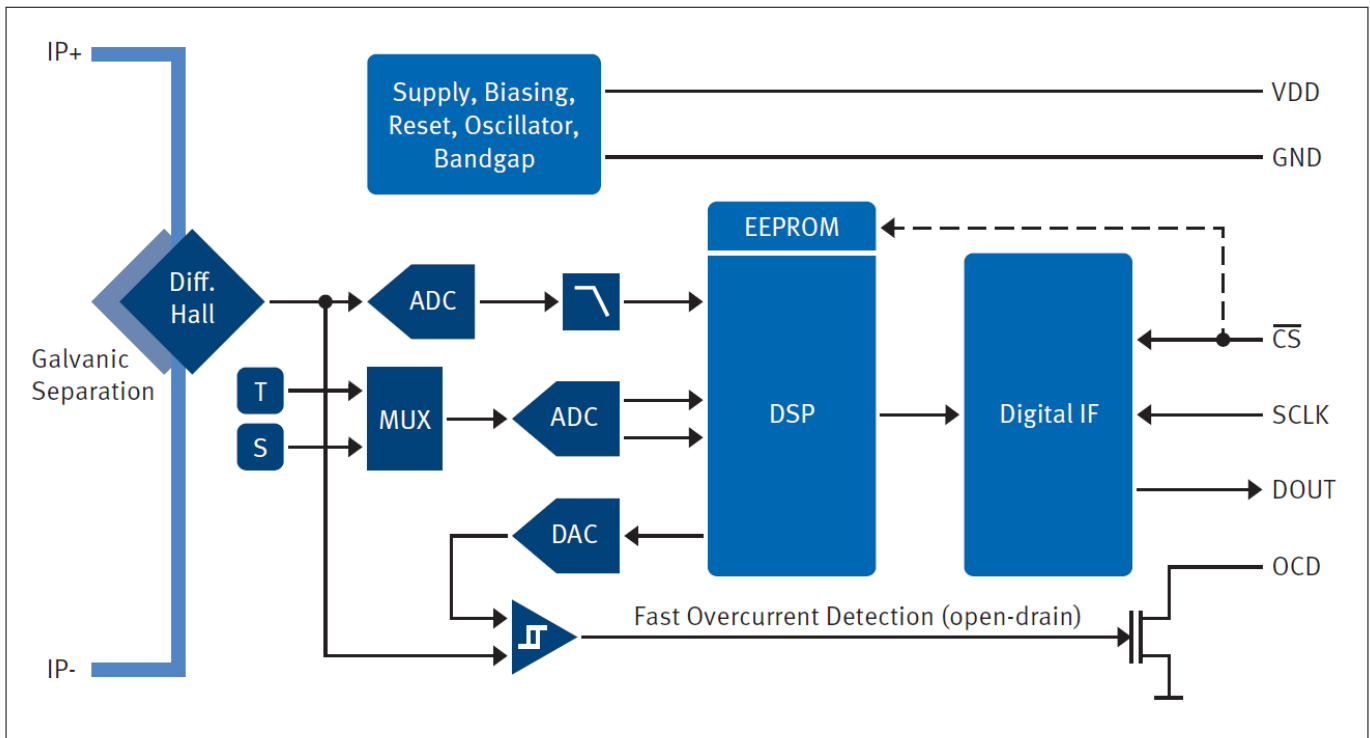 IP+
Supply, Biasing,
Reset, Oscillator,
Bandgap
VDD
GND
EEPROM
Diff.
Hall
ADC
Galvanic
Separation
T
S
MUX
ADC
DSP
Digital IF
CS
SCLK
DOUT
DAC
OCD
Fast Overcurrent Detection (open-drain)
IP-